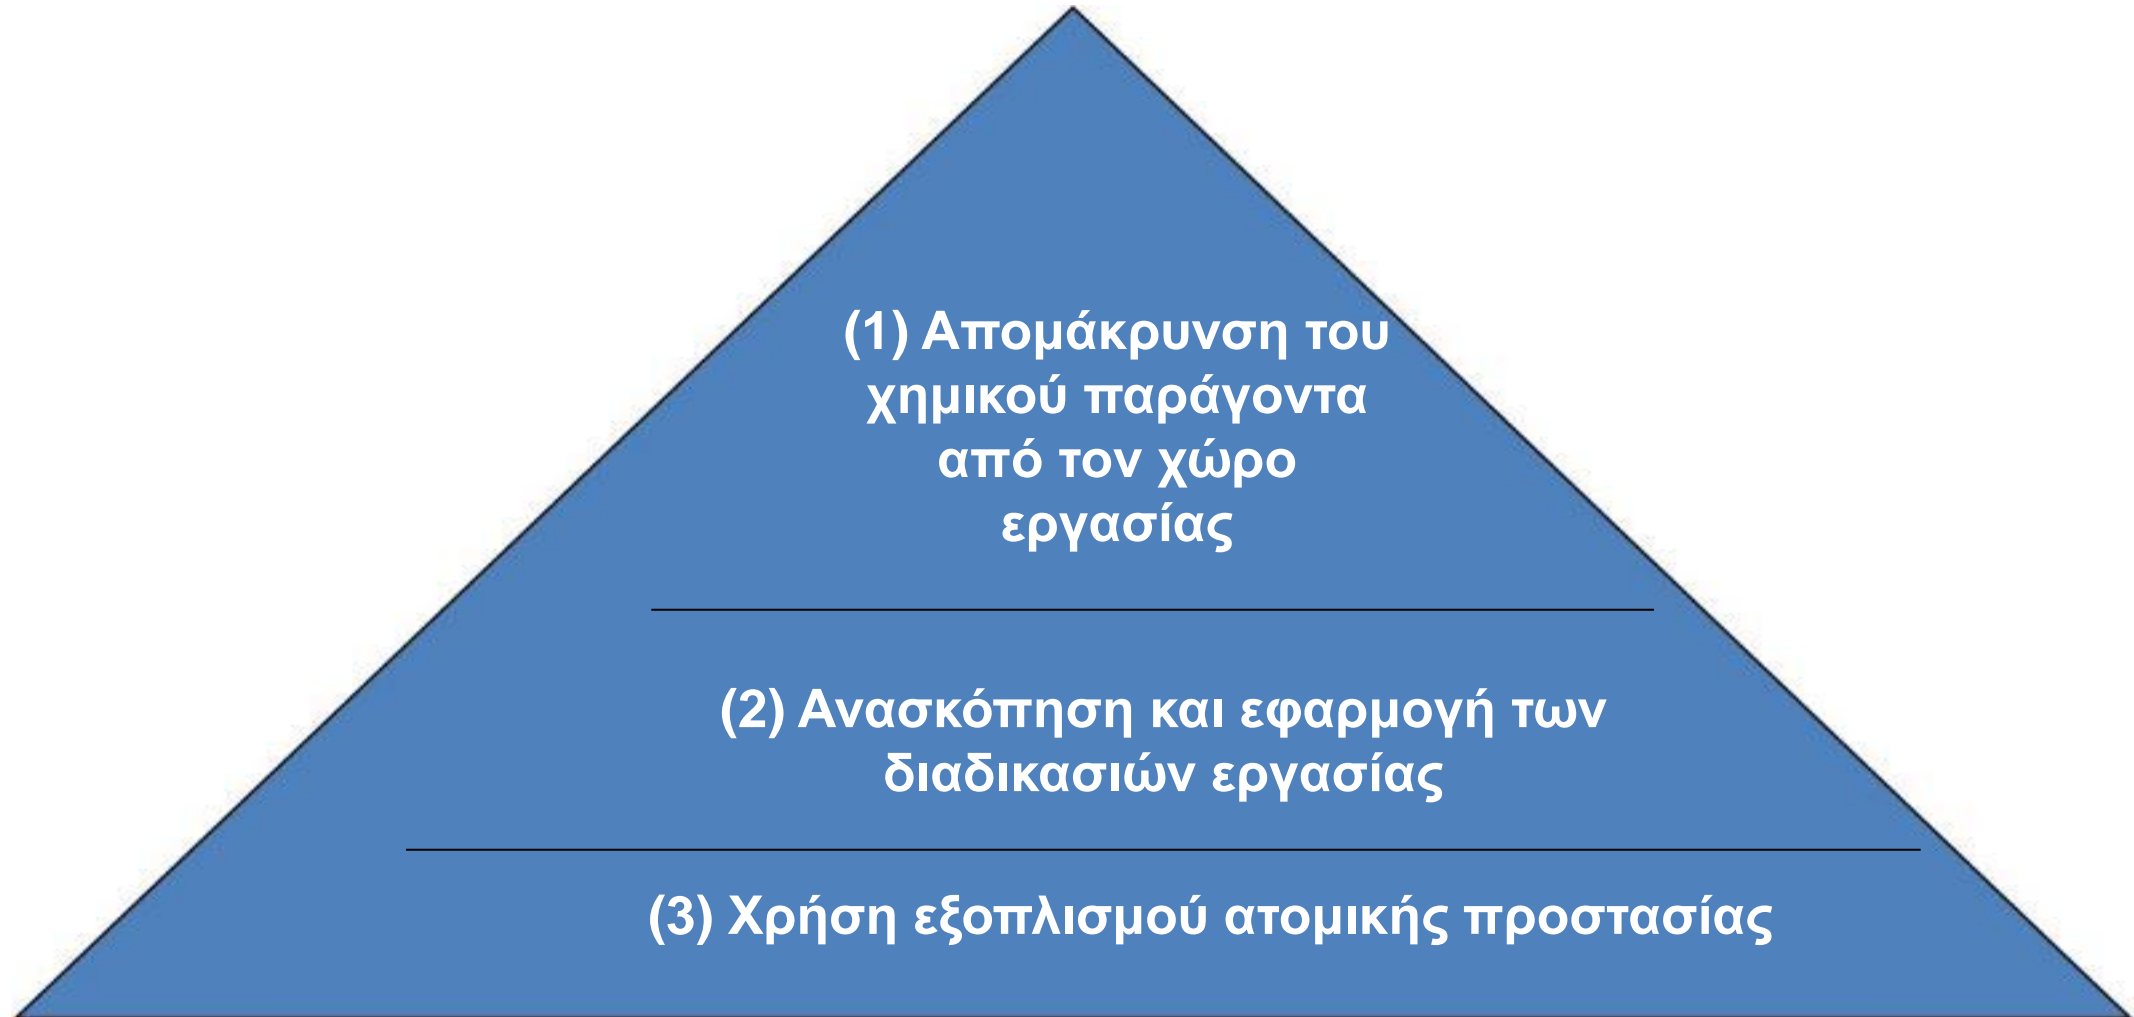 (1) Απομάκρυνση του
χημικού παράγοντα
από τον χώρο
εργασίας
(2) Ανασκόπηση και εφαρμογή των
διαδικασιών εργασίας
(3) Χρήση εξοπλισμού ατομικής προστασίας